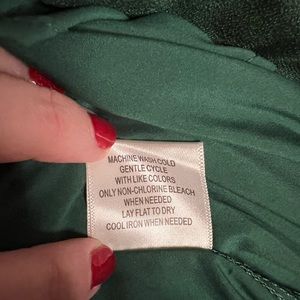 MACHINE WASH COLD
GENTLE CYCLE
WITH LIKE COLORS
ONLY NON-CHLORINE BLEACH
WHEN NEEDED
LAY FLAT TO DRY
COOL IRON WHEN NEEDED